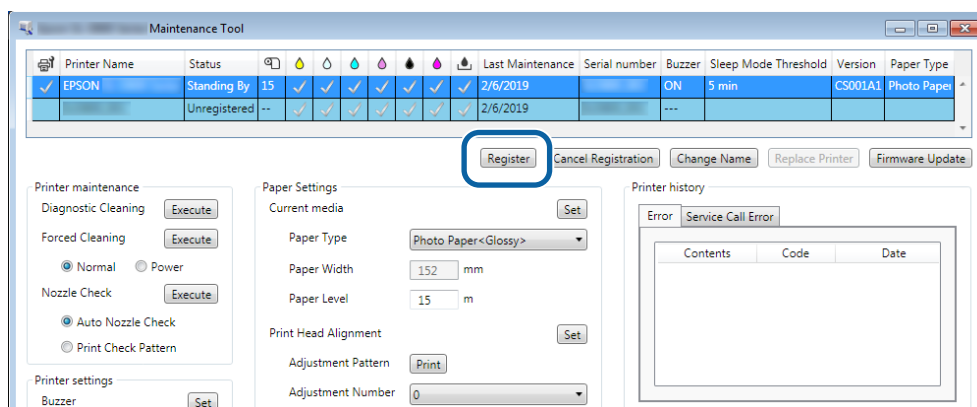 Maintenance Tool
Printer Name Status Last Maintenance Serial number Buzzer Sleep Mode Threshold Version Paper Type
EPSON Standing By 15 2/6/2019 ON 5 min CS001A1 Photo Paper
Unregistered -- 2/6/2019 ---
Register Cancel Registration Change Name Replace Printer Firmware Update
Printer maintenance
Diagnostic Cleaning Execute
Forced Cleaning Execute
Normal Power
Nozzle Check Execute
Auto Nozzle Check
Print Check Pattern
Printer settings
Buzzer Set
Paper Settings
Current media Set
Paper Type Photo Paper<Glossy>
Paper Width 152 mm
Paper Level 15 m
Print Head Alignment Set
Adjustment Pattern Print
Adjustment Number 0
Printer history
Error Service Call Error
Contents Code Date